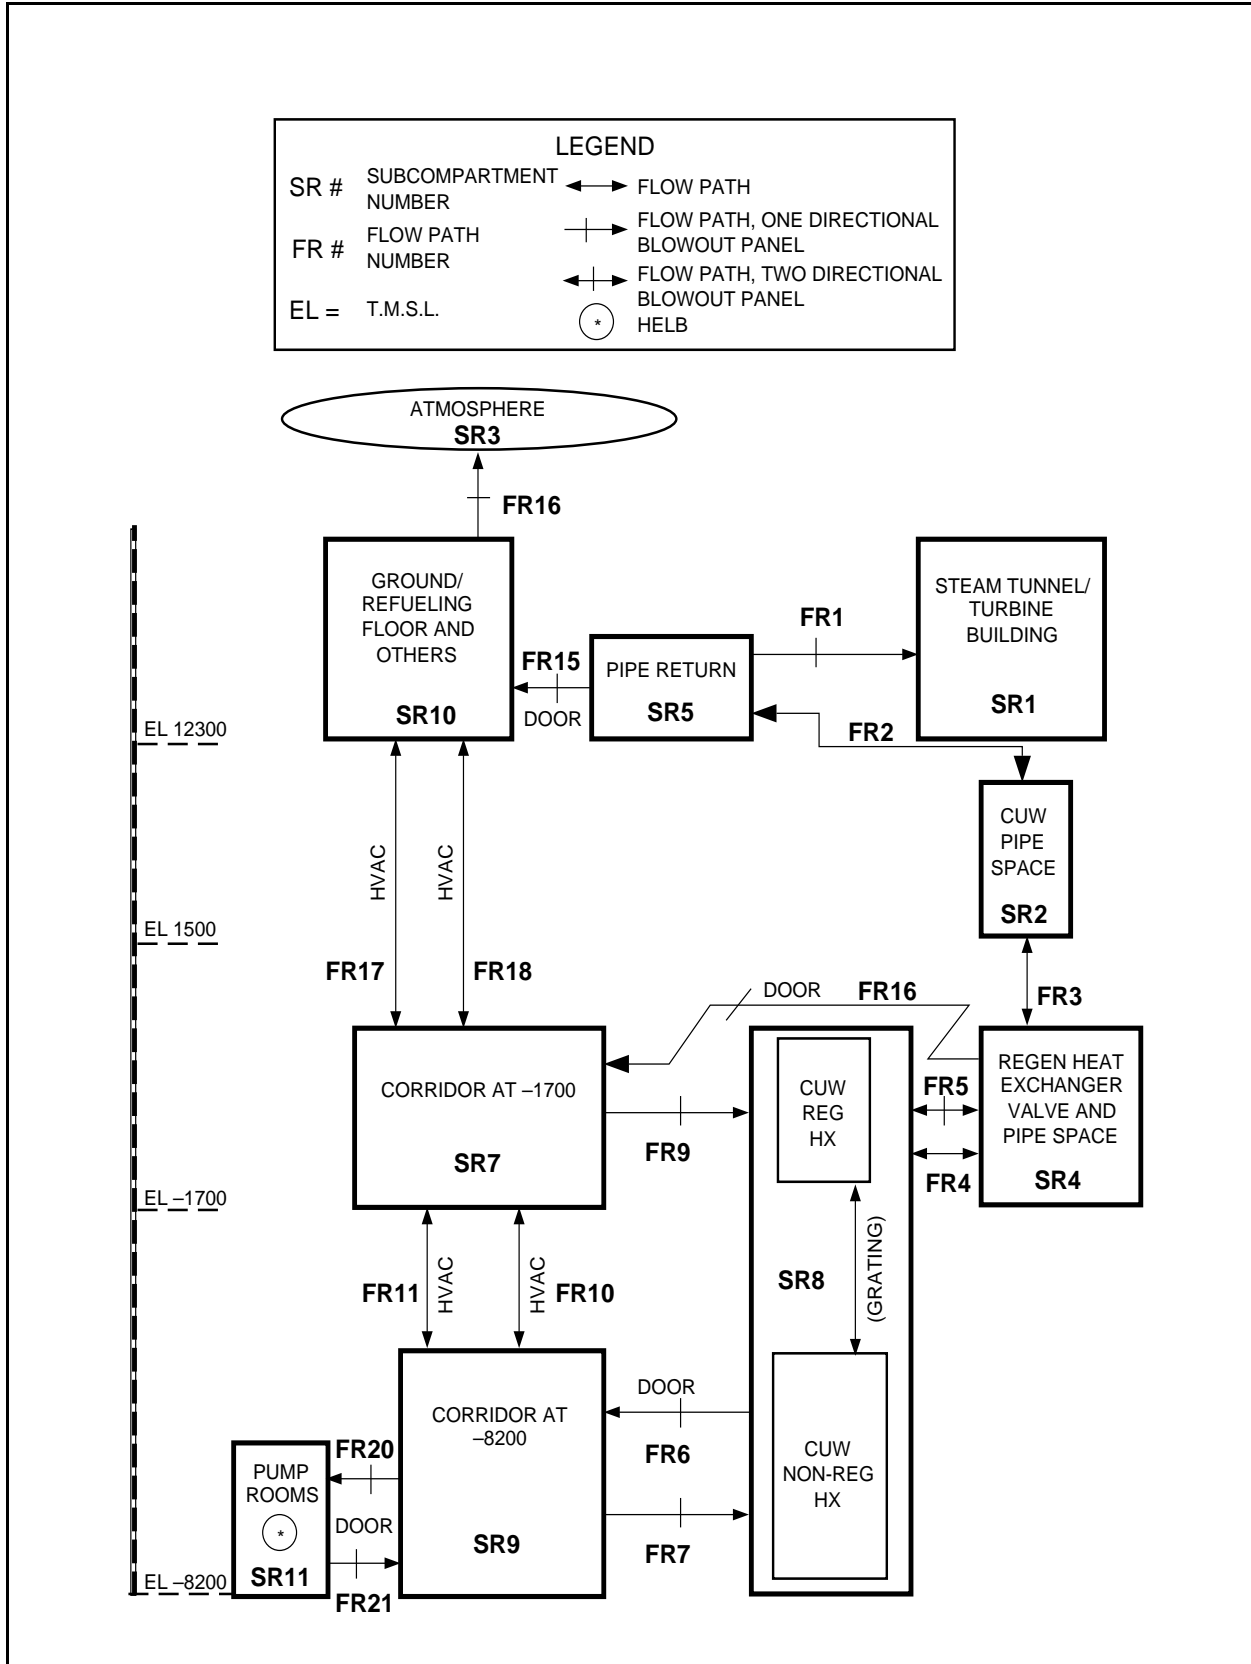 LEGEND
SR #
SUBCOMPARTMENT
NUMBER
FLOW PATH
FR #
FLOW PATH
NUMBER
FLOW PATH, ONE DIRECTIONAL
BLOWOUT PANEL
EL =
T.M.S.L.
FLOW PATH, TWO DIRECTIONAL
BLOWOUT PANEL
*
HELB
ATMOSPHERE
SR3
FR16
GROUND/
REFUELING
FLOOR AND
OTHERS
SR10
FR15
DOOR
PIPE RETURN
SR5
FR1
STEAM TUNNEL/
TURBINE
BUILDING
SR1
FR2
EL 12300
CUW
PIPE
SPACE
SR2
HVAC
HVAC
EL 1500
FR17
FR18
FR3
DOOR
FR16
CORRIDOR AT –1700
SR7
FR9
CUW
REG
HX
FR5
FR4
REGEN HEAT
EXCHANGER
VALVE AND
PIPE SPACE
SR4
EL –1700
FR11
HVAC
HVAC
FR10
SR8
(GRATING)
CORRIDOR AT
–8200
SR9
DOOR
FR6
FR7
CUW
NON-REG
HX
FR20
PUMP
ROOMS
*
SR11
DOOR
FR21
EL –8200